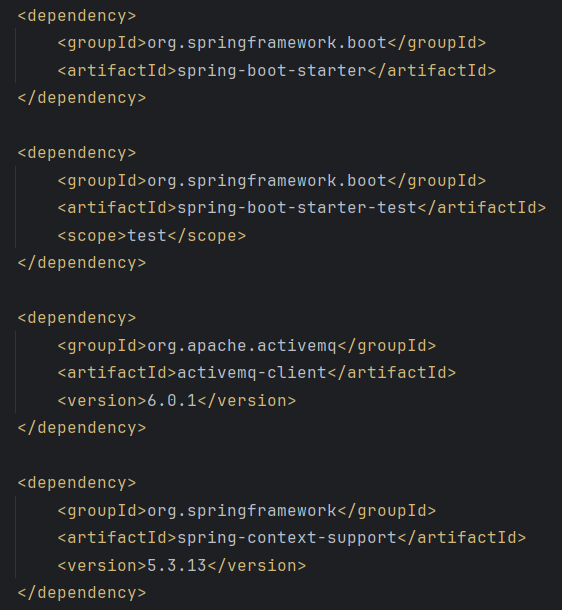 <dependency>
    <groupId>org.springframework.boot</groupId>
    <artifactId>spring-boot-starter</artifactId>
</dependency>

<dependency>
    <groupId>org.springframework.boot</groupId>
    <artifactId>spring-boot-starter-test</artifactId>
    <scope>test</scope>
</dependency>

<dependency>
    <groupId>org.apache.activemq</groupId>
    <artifactId>activemq-client</artifactId>
    <version>6.0.1</version>
</dependency>

<dependency>
    <groupId>org.springframework</groupId>
    <artifactId>spring-context-support</artifactId>
    <version>5.3.13</version>
</dependency>